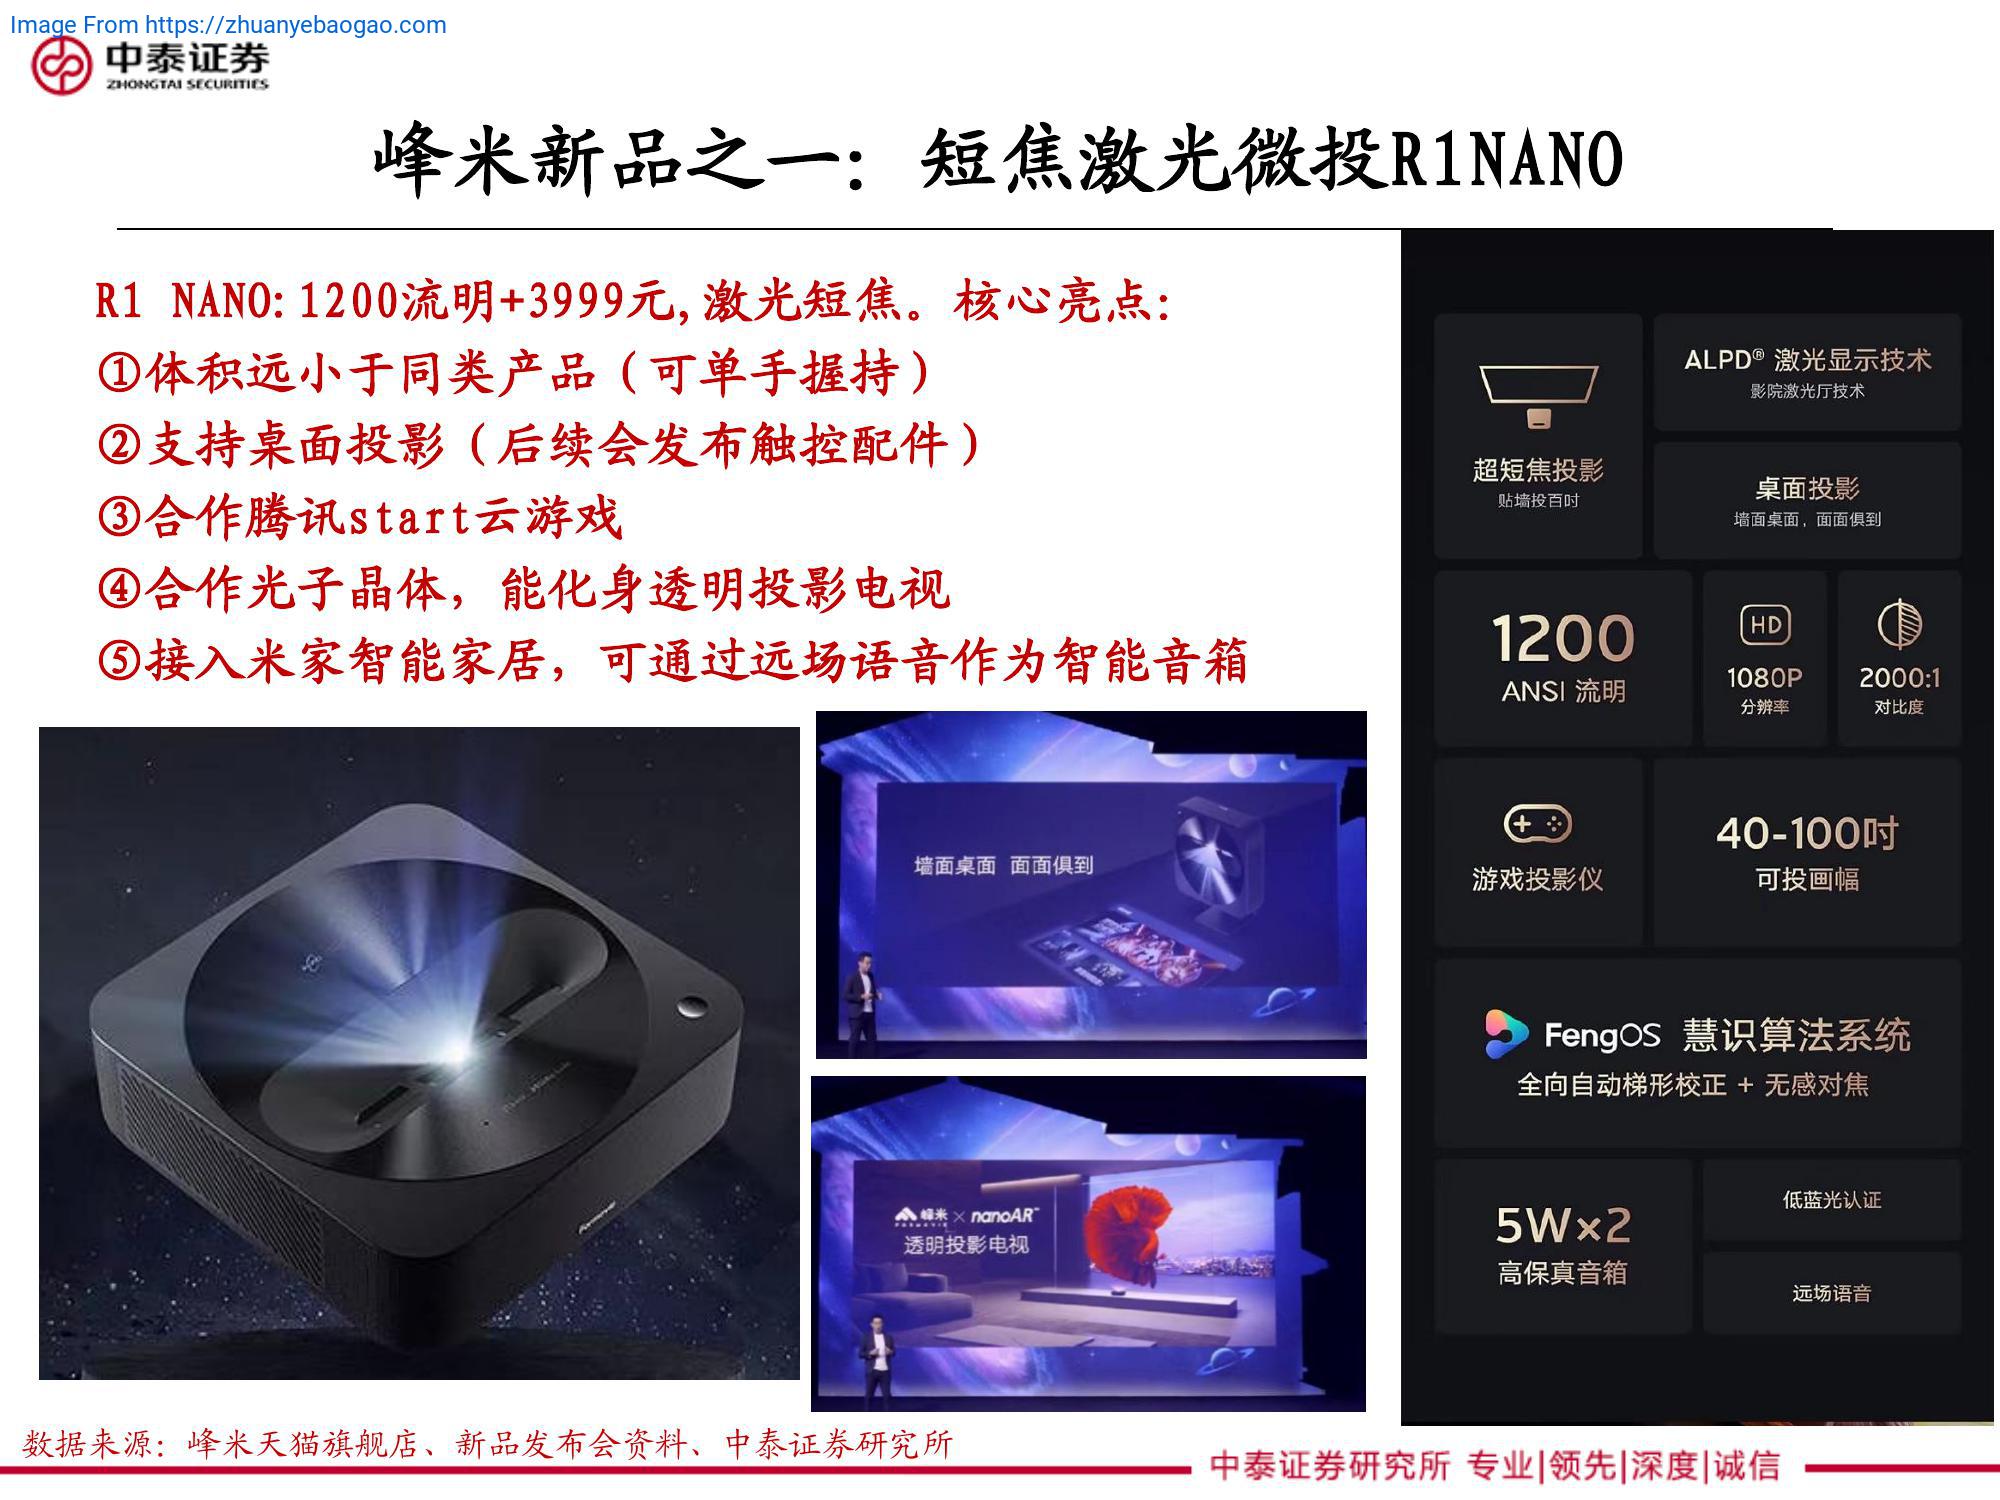 Image From https://zhuanyebaogao.com
中泰证券
ZHONGTAI SECURITIES
峰米新品之一：短焦激光微投R1NANO
R1 NANO:1200流明+3999元,激光短焦。核心亮点：
①体积远小于同类产品（可单手握持）
②支持桌面投影（后续会发布触控配件）
③合作腾讯start云游戏
④合作光子晶体，能化身透明投影电视
⑤接入米家智能家居，可通过远场语音作为智能音箱
墙面桌面 面面俱到
峰米 × nanoAR™
FORMOVIE
透明投影电视
Formovie
超短焦投影
贴墙投百吋
ALPD® 激光显示技术
影院激光厅技术
桌面投影
墙面桌面，面面俱到
1200
ANSI 流明
HD
1080P
分辨率
2000:1
对比度
游戏投影仪
40-100吋
可投画幅
FengOS 慧识算法系统
全向自动梯形校正 + 无感对焦
5W×2
高保真音箱
低蓝光认证
远场语音
数据来源：峰米天猫旗舰店、新品发布会资料、中泰证券研究所
中泰证券研究所 专业|领先|深度|诚信